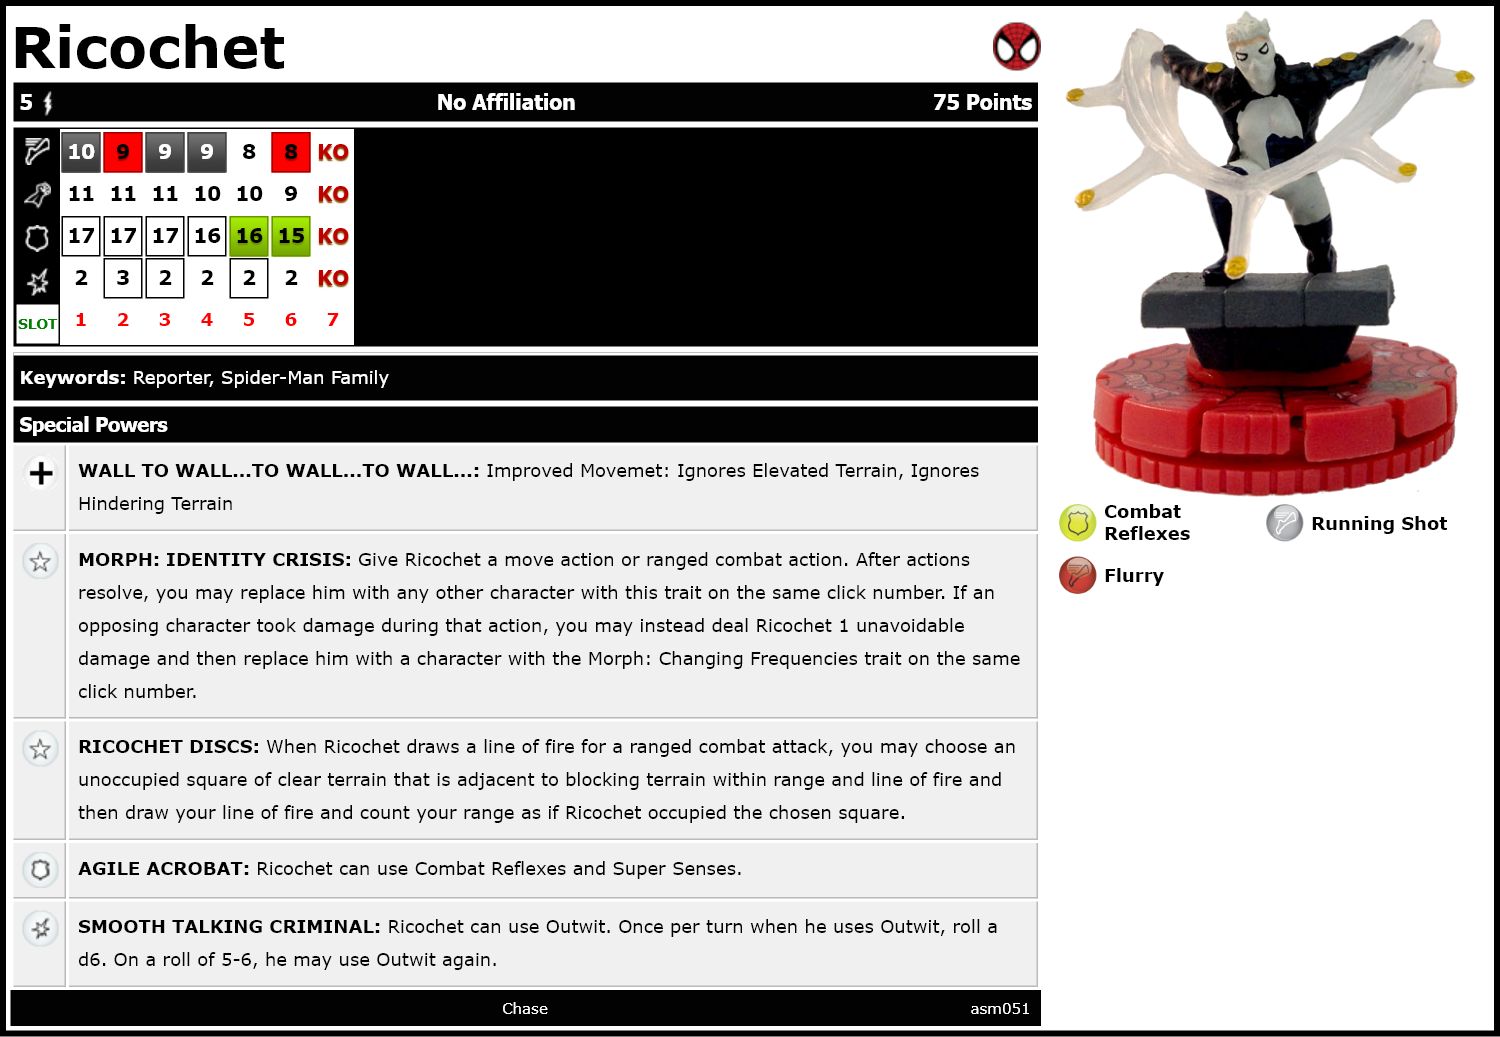 Ricochet
5 No Affiliation 75 Points
10 9 9 9 8 8 KO
11 11 11 10 10 9 KO
17 17 17 16 16 15 KO
2 3 2 2 2 2 KO
SLOT 1 2 3 4 5 6 7
Keywords: Reporter, Spider-Man Family
Special Powers
WALL TO WALL...TO WALL...TO WALL...: Improved Movemet: Ignores Elevated Terrain, Ignores
Hindering Terrain
MORPH: IDENTITY CRISIS: Give Ricochet a move action or ranged combat action. After actions
resolve, you may replace him with any other character with this trait on the same click number. If an
opposing character took damage during that action, you may instead deal Ricochet 1 unavoidable
damage and then replace him with a character with the Morph: Changing Frequencies trait on the same
click number.
RICOCHET DISCS: When Ricochet draws a line of fire for a ranged combat attack, you may choose an
unoccupied square of clear terrain that is adjacent to blocking terrain within range and line of fire and
then draw your line of fire and count your range as if Ricochet occupied the chosen square.
AGILE ACROBAT: Ricochet can use Combat Reflexes and Super Senses.
SMOOTH TALKING CRIMINAL: Ricochet can use Outwit. Once per turn when he uses Outwit, roll a
d6. On a roll of 5-6, he may use Outwit again.
Chase asm051
Combat
Reflexes
Running Shot
Flurry